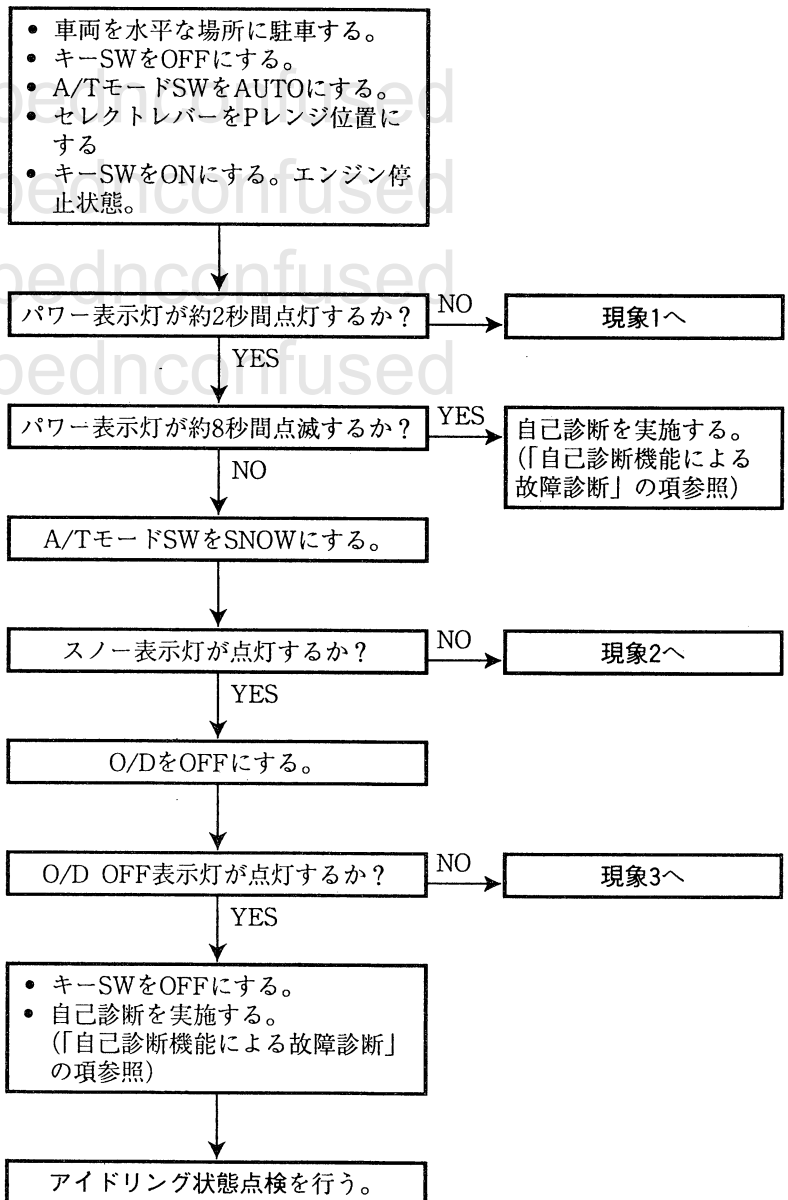 • 車両を水平な場所に駐車する。
• キーSWをOFFにする。
• A/TモードSWをAUTOにする。
• セレクトレバーをPレンジ位置に
する
• キーSWをONにする。エンジン停
止状態。
パワー表示灯が約2秒間点灯するか？
NO
現象1へ
YES
パワー表示灯が約8秒間点滅するか？
YES
自己診断を実施する。
(「自己診断機能による
故障診断」の項参照)
NO
A/TモードSWをSNOWにする。
スノー表示灯が点灯するか？
NO
現象2へ
YES
O/DをOFFにする。
O/D OFF表示灯が点灯するか？
NO
現象3へ
YES
• キーSWをOFFにする。
• 自己診断を実施する。
(「自己診断機能による故障診断」
の項参照)
アイドリング状態点検を行う。
bednconfused
bednconfused
bednconfused
bednconfused